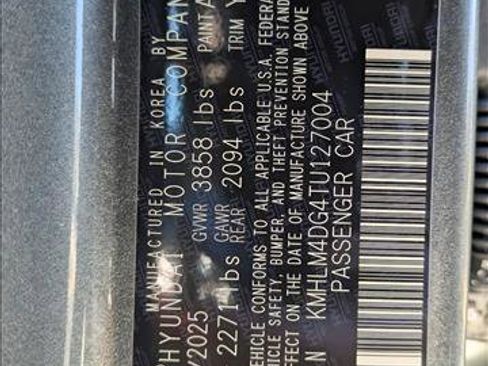 MANUFACTURED IN KOREA BY
HYUNDAI MOTOR COMPAN
/2025 GVWR 3858 lbs PAINT A
2271 lbs GAWR REAR 2094 lbs TRIM Y
VEHICLE CONFORMS TO ALL APPLICABLE U.S.A. FEDERA
VEHICLE SAFETY, BUMPER, AND THEFT PREVENTION STAND
EFFECT ON THE DATE OF MANUFACTURE SHOWN ABOVE
IN KMHLM4DG4TU127004
PASSENGER CAR